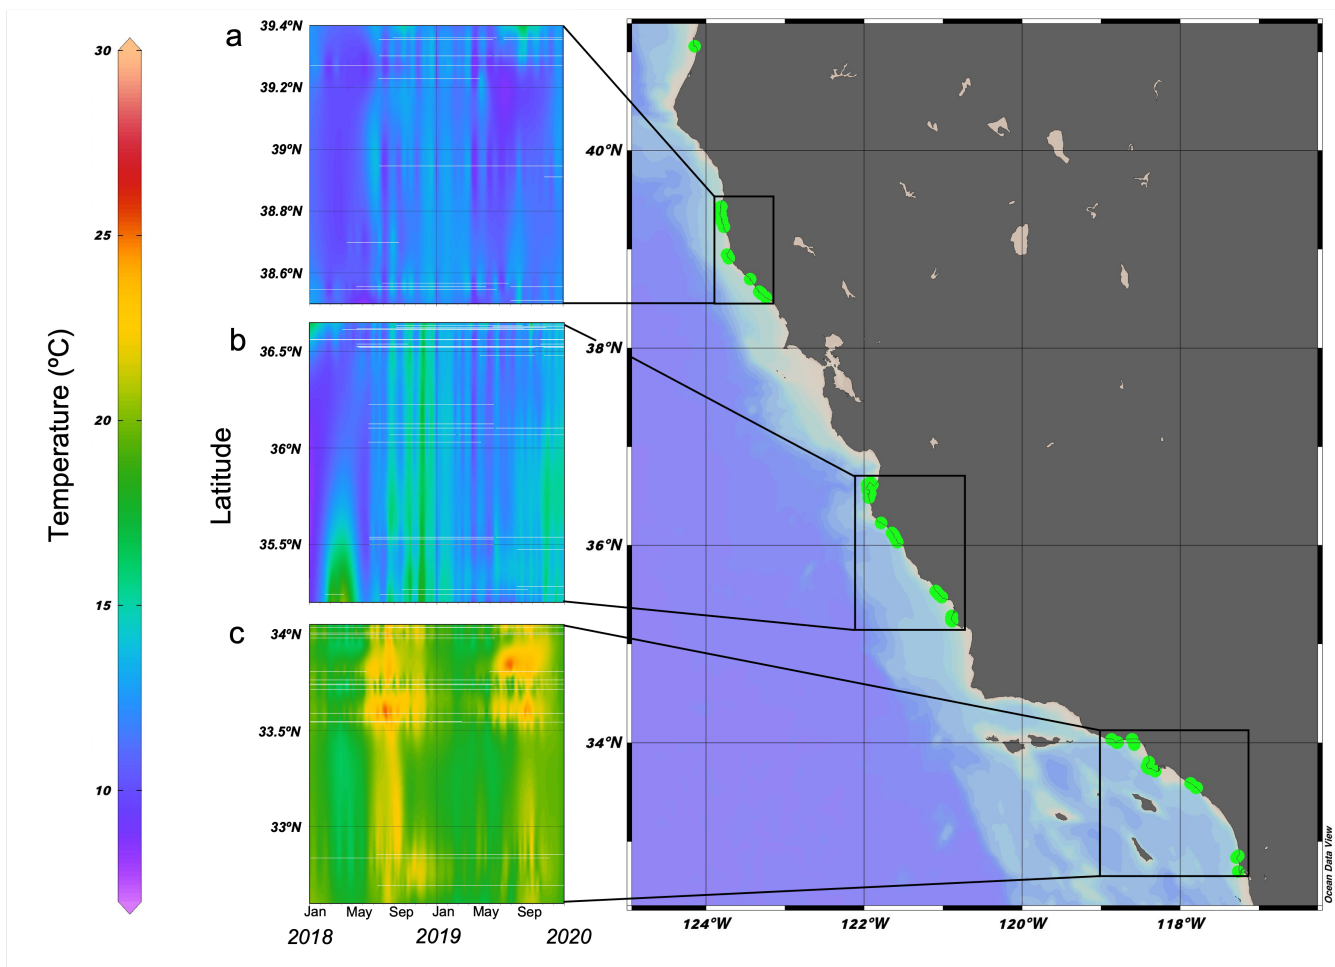 Temperature (ºC)
30
25
20
15
10
Latitude
a
39.4°N
39.2°N
39°N
38.8°N
38.6°N
b
36.5°N
36°N
35.5°N
c
34°N
33.5°N
33°N
Jan May Sep Jan May Sep
2018 2019 2020
40°N
38°N
36°N
34°N
124°W 122°W 120°W 118°W
Ocean Data View